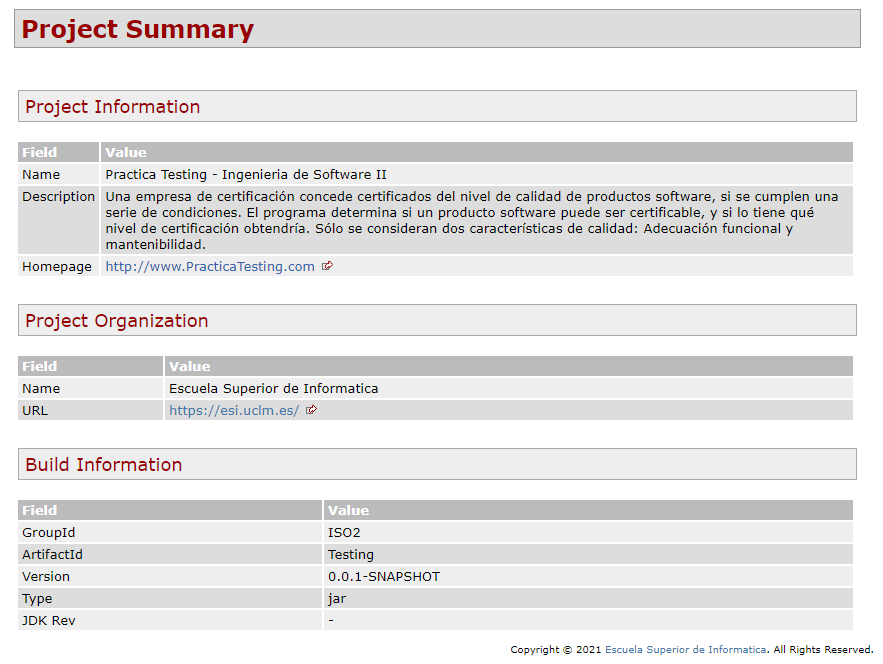 Project Summary
Project Information
Field Value
Name Practica Testing - Ingenieria de Software II
Description Una empresa de certificación concede certificados del nivel de calidad de productos software, si se cumplen una
serie de condiciones. El programa determina si un producto software puede ser certificable, y si lo tiene qué
nivel de certificación obtendría. Sólo se consideran dos características de calidad: Adecuación funcional y
mantenibilidad.
Homepage http://www.PracticaTesting.com
Project Organization
Field Value
Name Escuela Superior de Informatica
URL https://esi.uclm.es/
Build Information
Field Value
GroupId ISO2
ArtifactId Testing
Version 0.0.1-SNAPSHOT
Type jar
JDK Rev -
Copyright © 2021 Escuela Superior de Informatica. All Rights Reserved.